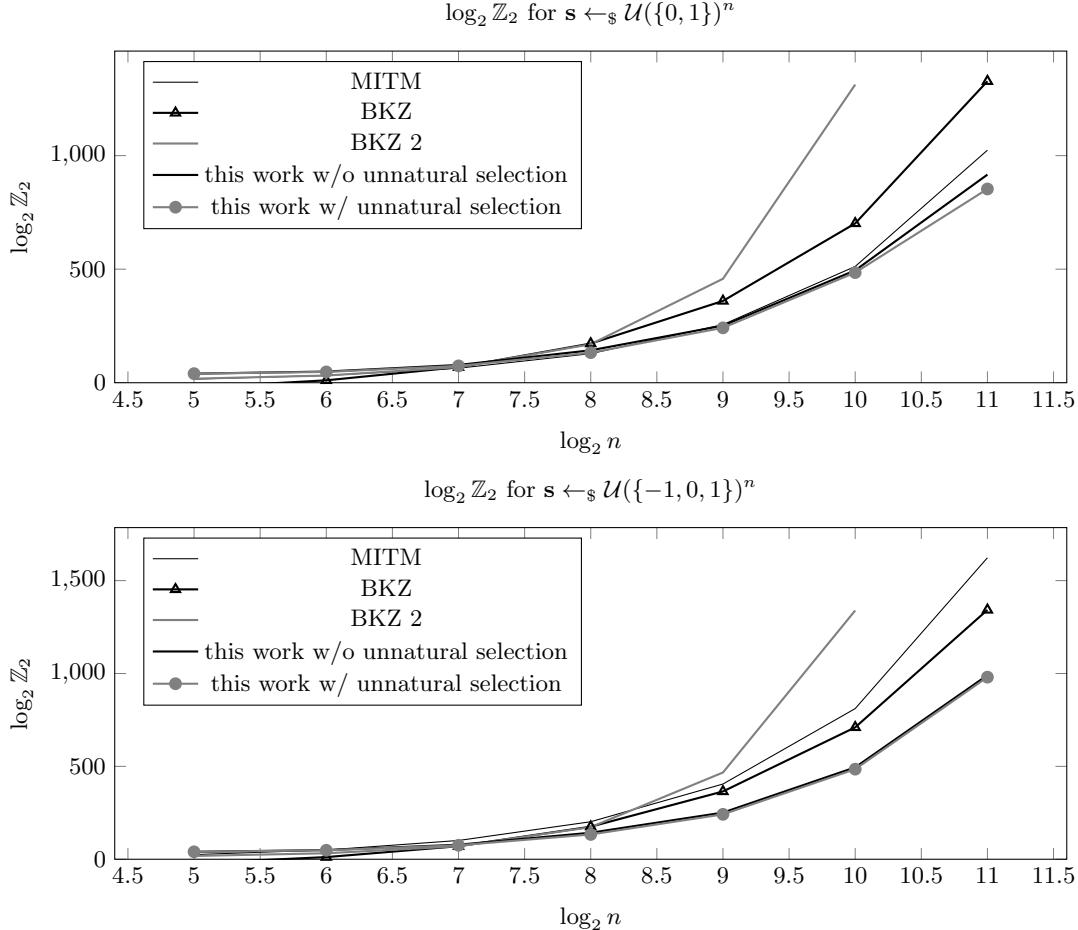 log₂ ℤ₂ for s ←$ 𝒰({0, 1})ⁿ
MITM
BKZ
BKZ 2
this work w/o unnatural selection
this work w/ unnatural selection
log₂ ℤ₂
1,000
500
0
4.5 5 5.5 6 6.5 7 7.5 8 8.5 9 9.5 10 10.5 11 11.5
log₂ n
log₂ ℤ₂ for s ←$ 𝒰({−1, 0, 1})ⁿ
MITM
BKZ
BKZ 2
this work w/o unnatural selection
this work w/ unnatural selection
log₂ ℤ₂
1,500
1,000
500
0
4.5 5 5.5 6 6.5 7 7.5 8 8.5 9 9.5 10 10.5 11 11.5
log₂ n